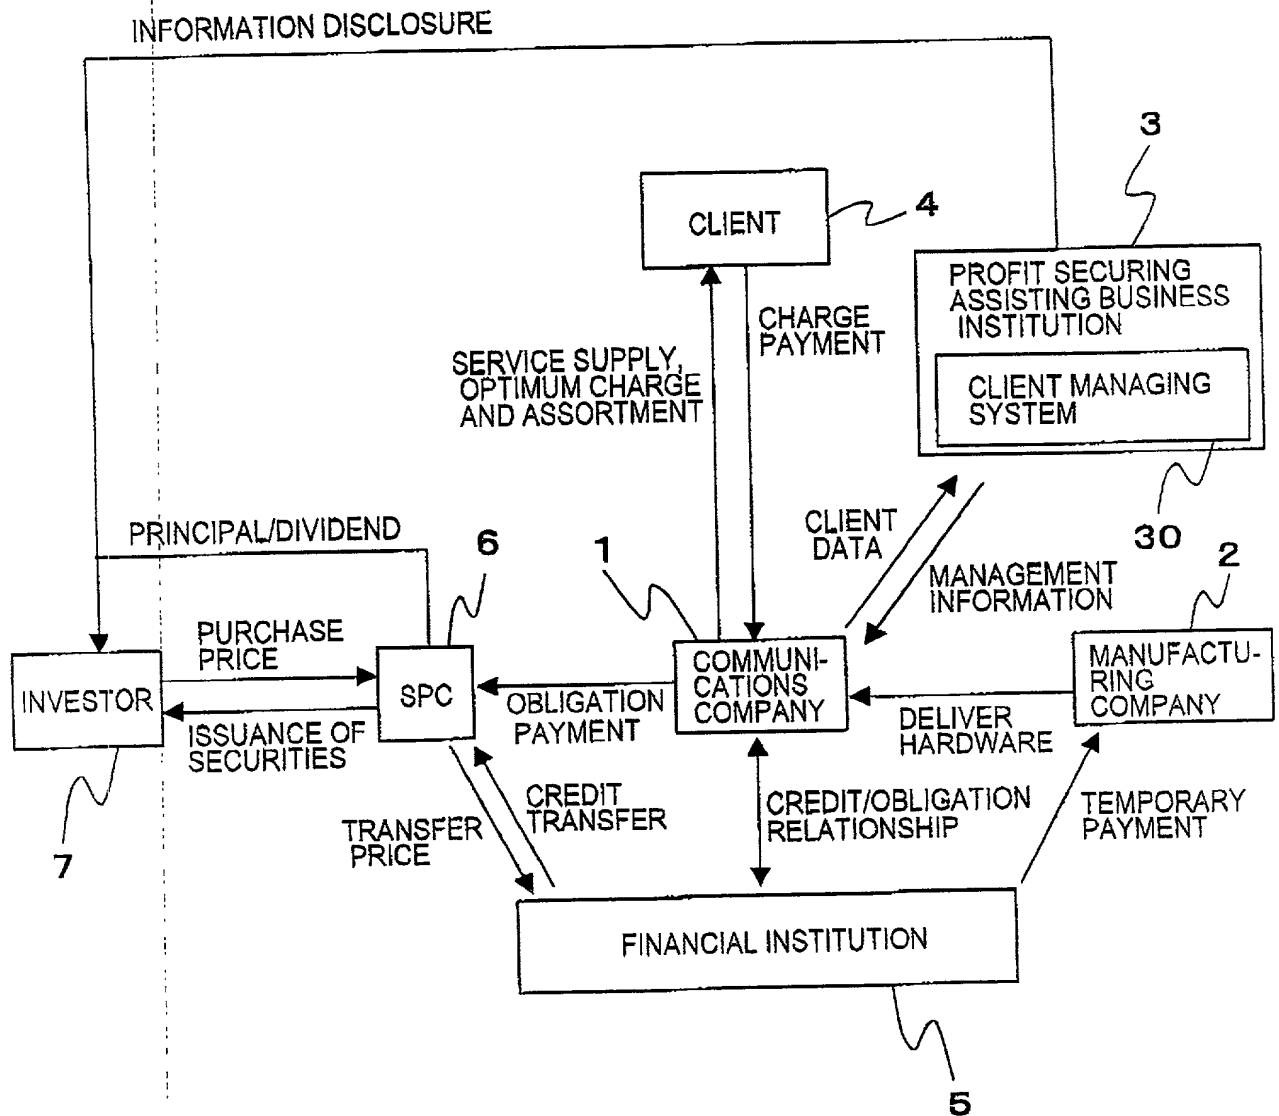 INFORMATION DISCLOSURE
3
CLIENT
4
PROFIT SECURING
ASSISTING BUSINESS
INSTITUTION
CLIENT MANAGING
SYSTEM
30
CHARGE
PAYMENT
SERVICE SUPPLY,
OPTIMUM CHARGE
AND ASSORTMENT
CLIENT
DATA
MANAGEMENT
INFORMATION
PRINCIPAL/DIVIDEND
6
1
2
PURCHASE
PRICE
INVESTOR
ISSUANCE OF
SECURITIES
7
SPC
OBLIGATION
PAYMENT
COMMUNI-
CATIONS
COMPANY
DELIVER
HARDWARE
MANUFACTU-
RING
COMPANY
TRANSFER
PRICE
CREDIT
TRANSFER
CREDIT/OBLIGATION
RELATIONSHIP
TEMPORARY
PAYMENT
FINANCIAL INSTITUTION
5